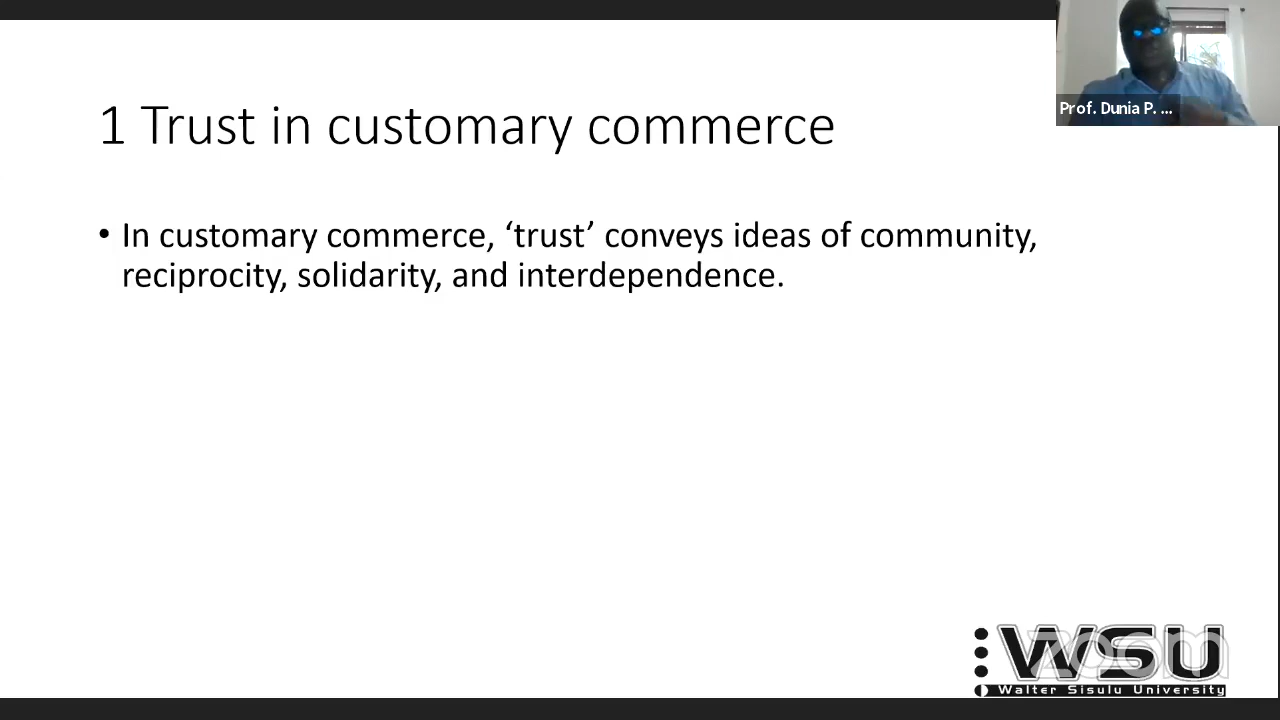 Prof. Dunia P. ...
1 Trust in customary commerce
• In customary commerce, ‘trust’ conveys ideas of community,
reciprocity, solidarity, and interdependence.
WSU
zoom
Walter Sisulu University